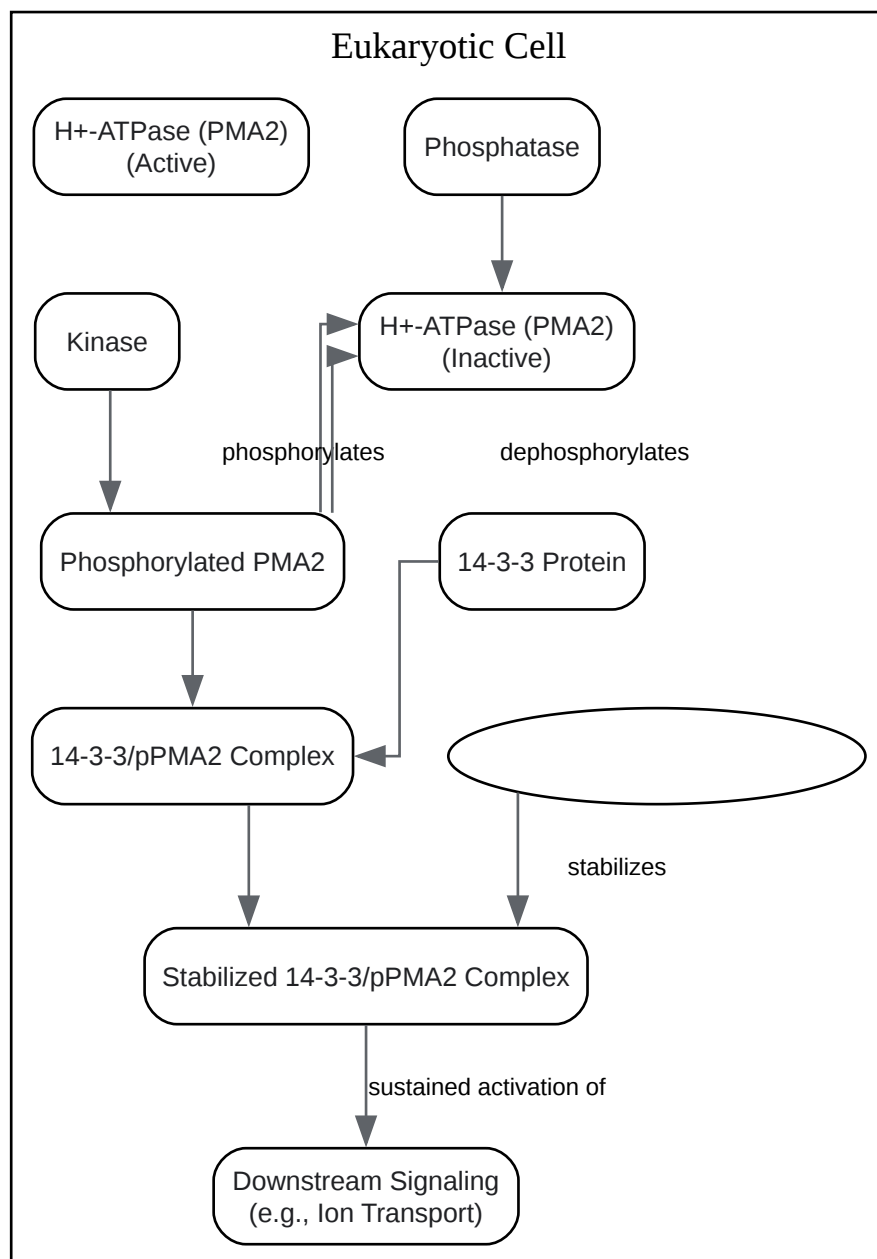 Eukaryotic Cell
H+-ATPase (PMA2)
(Active)
Phosphatase
Kinase
H+-ATPase (PMA2)
(Inactive)
phosphorylates
dephosphorylates
Phosphorylated PMA2
14-3-3 Protein
14-3-3/pPMA2 Complex
stabilizes
Stabilized 14-3-3/pPMA2 Complex
sustained activation of
Downstream Signaling
(e.g., Ion Transport)